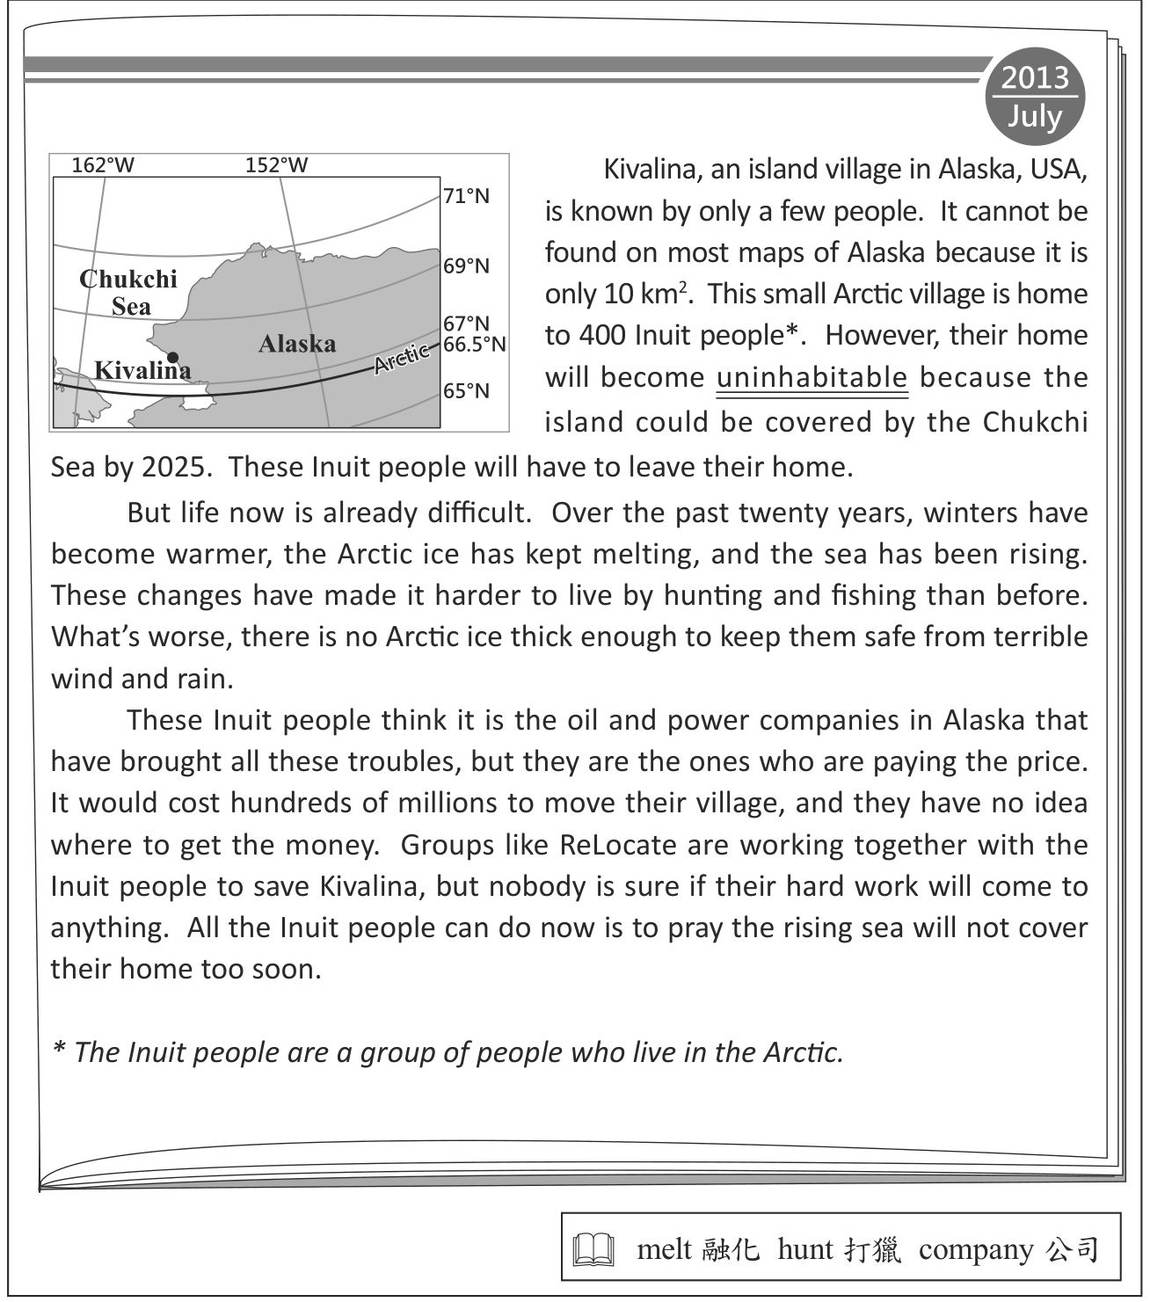 2013
July
162°W 152°W
71°N
69°N
67°N
66.5°N
65°N
Chukchi
Sea
Alaska
Arctic
Kivalina
Kivalina, an island village in Alaska, USA,
is known by only a few people. It cannot be
found on most maps of Alaska because it is
only 10 km². This small Arctic village is home
to 400 Inuit people*. However, their home
will become uninhabitable because the
island could be covered by the Chukchi
Sea by 2025. These Inuit people will have to leave their home.
But life now is already difficult. Over the past twenty years, winters have
become warmer, the Arctic ice has kept melting, and the sea has been rising.
These changes have made it harder to live by hunting and fishing than before.
What's worse, there is no Arctic ice thick enough to keep them safe from terrible
wind and rain.
These Inuit people think it is the oil and power companies in Alaska that
have brought all these troubles, but they are the ones who are paying the price.
It would cost hundreds of millions to move their village, and they have no idea
where to get the money. Groups like ReLocate are working together with the
Inuit people to save Kivalina, but nobody is sure if their hard work will come to
anything. All the Inuit people can do now is to pray the rising sea will not cover
their home too soon.
* The Inuit people are a group of people who live in the Arctic.
melt 融化 hunt 打獵 company 公司